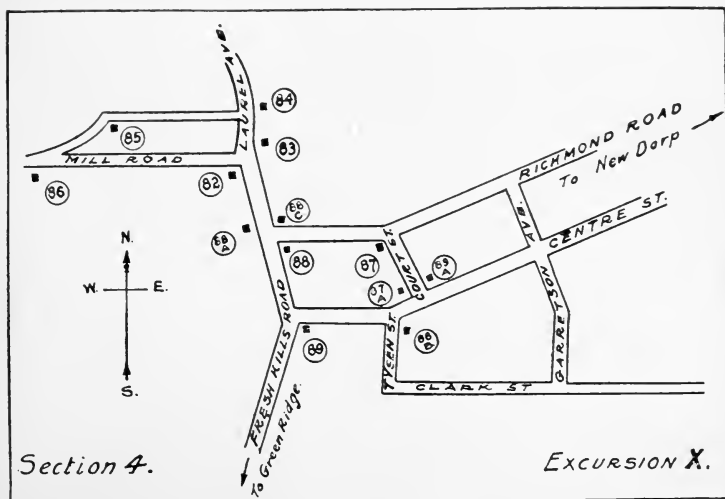 LAUREL AVE.
84
85
83
RICHMOND ROAD
To New Dorp
MILL ROAD
86
82
88 C
AVE.
CENTRE ST.
88 A
COURT ST.
N.
88
87
89 A
W. E.
87 A
GARRETSON
FRESH KILLS ROAD
TYSEN ST.
89
88 B
S.
CLARK ST
To Green Ridge.
Section 4.
EXCURSION X.